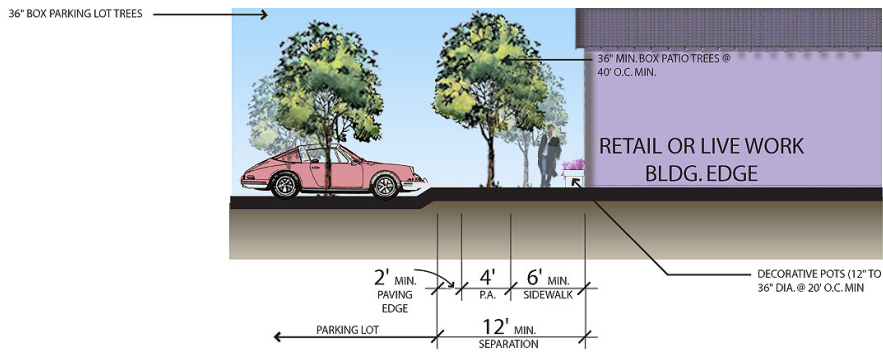 36" BOX PARKING LOT TREES
36" MIN. BOX PATIO TREES @
40' O.C. MIN.
RETAIL OR LIVE WORK
BLDG. EDGE
DECORATIVE POTS (12" TO
36" DIA. @ 20' O.C. MIN
2' MIN.
PAVING
EDGE
4'
P.A.
6' MIN.
SIDEWALK
PARKING LOT
12' MIN.
SEPARATION